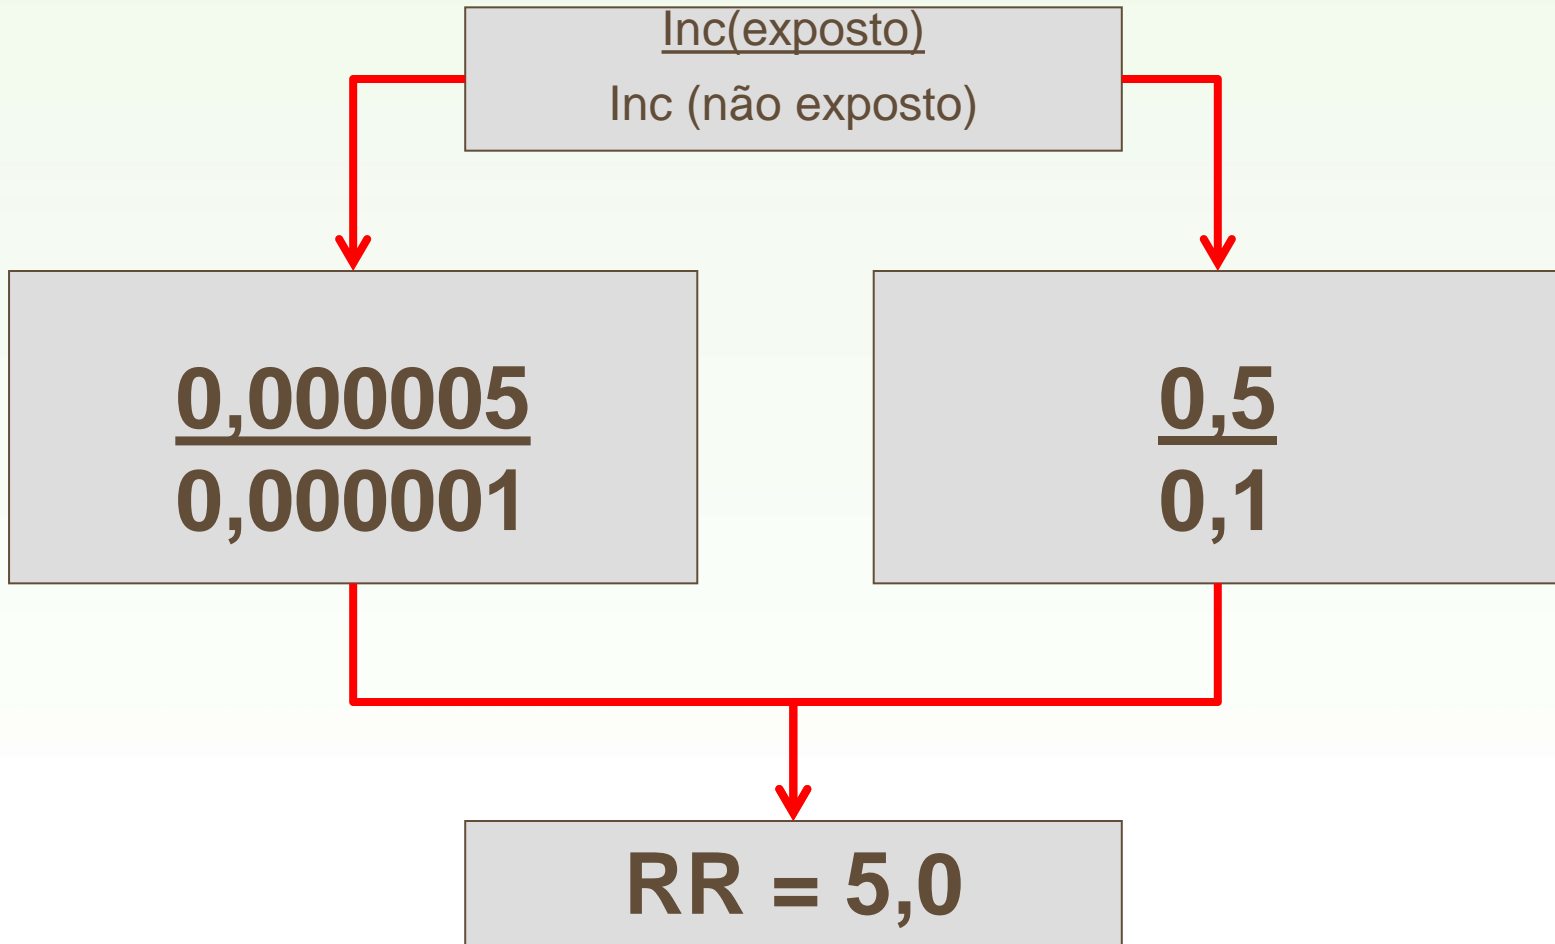 Inc(exposto)
Inc (não exposto)
0,000005
0,000001
0,5
0,1
RR = 5,0